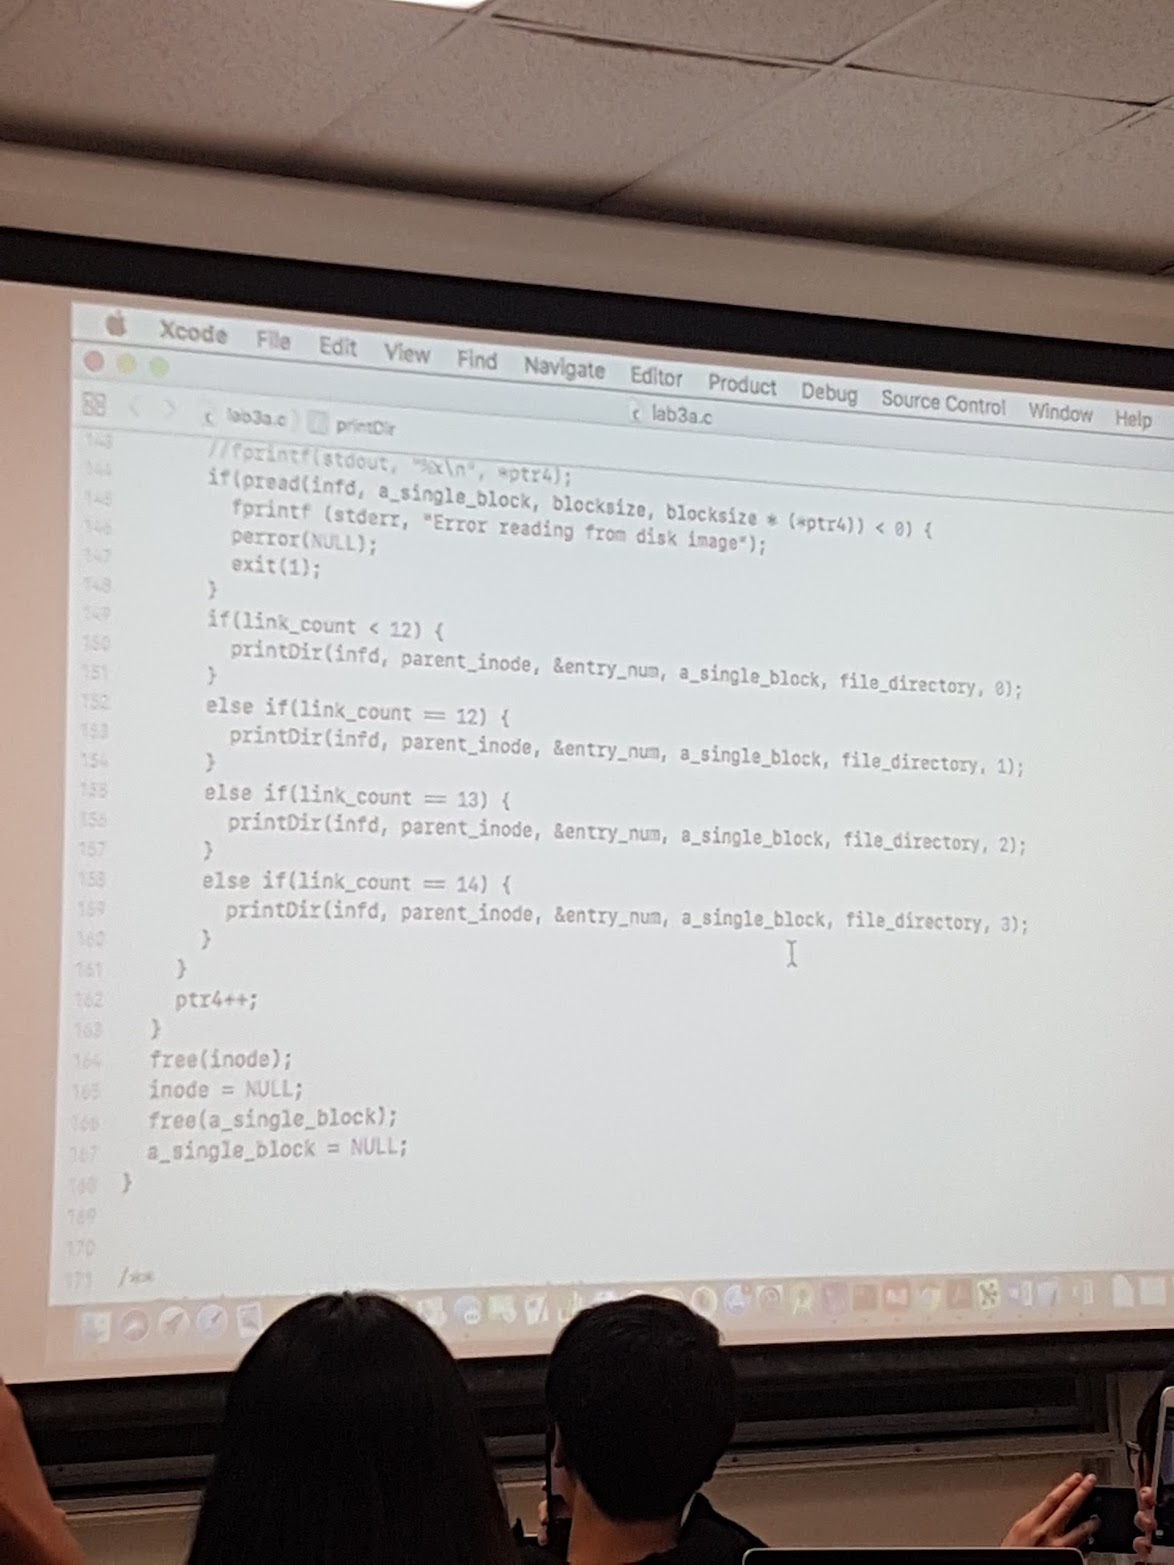 Xcode File Edit View Find Navigate Editor Product Debug Source Control Window Help
lab3a.c
lab3a.c printDir
143 //fprintf(stdout, "%x\n", *ptr4);
144 if(pread(infd, a_single_block, blocksize, blocksize * (*ptr4)) < 0) {
145 fprintf (stderr, "Error reading from disk image");
146 perror(NULL);
147 exit(1);
148 }
149 if(link_count < 12) {
150 printDir(infd, parent_inode, &entry_num, a_single_block, file_directory, 0);
151 }
152 else if(link_count == 12) {
153 printDir(infd, parent_inode, &entry_num, a_single_block, file_directory, 1);
154 }
155 else if(link_count == 13) {
156 printDir(infd, parent_inode, &entry_num, a_single_block, file_directory, 2);
157 }
158 else if(link_count == 14) {
159 printDir(infd, parent_inode, &entry_num, a_single_block, file_directory, 3);
160 }
161 }
162 ptr4++;
163 }
164 free(inode);
165 inode = NULL;
166 free(a_single_block);
167 a_single_block = NULL;
168 }
169
170
171